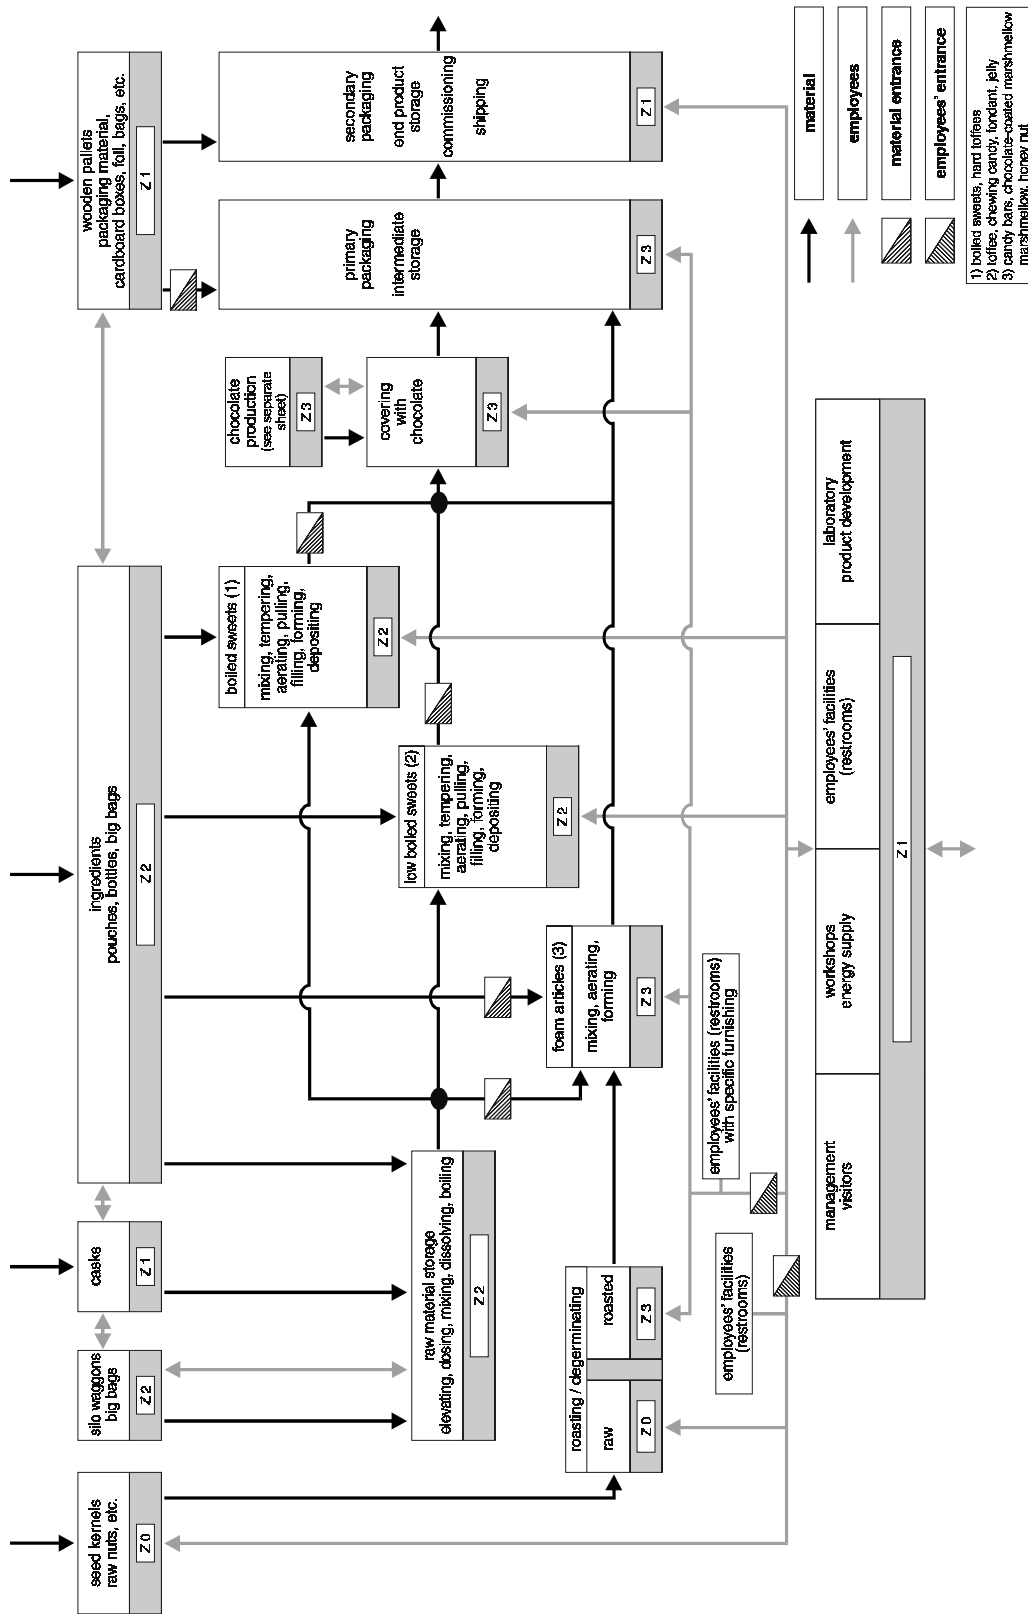 seed kernels
raw nuts, etc.
Z 0
silo waggons
big bags
Z 2
casks
Z 1
ingredients
pouches, bottles, big bags
Z 2
wooden pallets
packaging material,
cardboard boxes, foil, bags, etc.
Z 1
raw material storage
elevating, dosing, mixing, dissolving, boiling
Z 2
boiled sweets (1)
mixing, tempering,
aerating, pulling,
filling, forming,
depositing
Z 2
low boiled sweets (2)
mixing, tempering,
aerating, pulling,
filling, forming,
depositing
Z 2
foam articles (3)
mixing, aerating,
forming
Z 3
roasting / degerminating
raw
roasted
Z 0
Z 3
chocolate
production
(see separate
sheet)
Z 3
covering
with
chocolate
Z 3
primary
packaging
intermediate
storage
Z 3
secondary
packaging
end product
storage
commissioning
shipping
Z 1
employees' facilities
(restrooms)
employees' facilities (restrooms)
with specific furnishing
management
visitors
workshops
energy supply
employees' facilities
(restrooms)
laboratory
product development
Z 1
material
employees
material entrance
employees' entrance
1) boiled sweets, hard toffees
2) toffee, chewing candy, fondant, jelly
3) candy bars, chocolate-coated marshmellow
marshmellow, honey nut